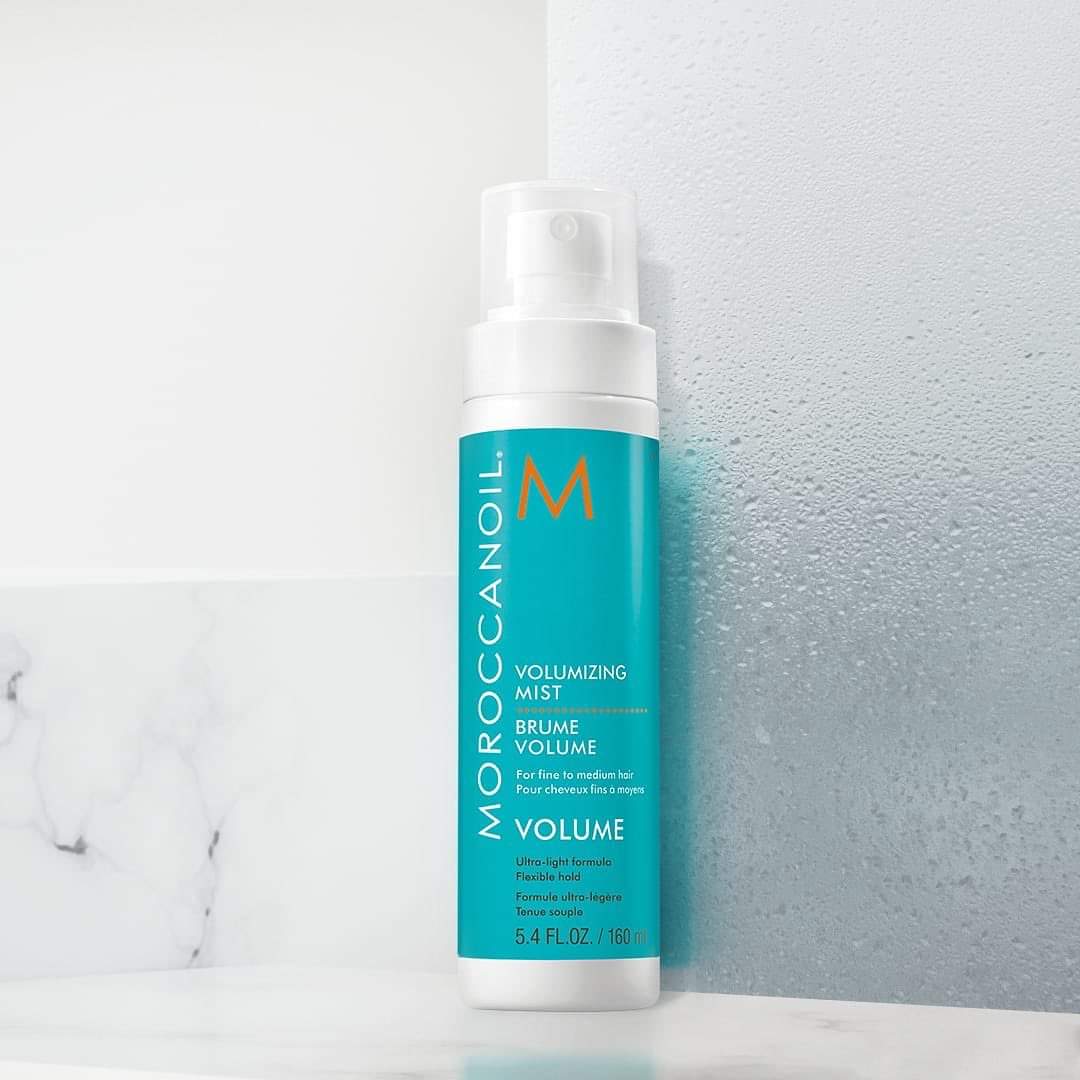 MOROCCANOIL®
M
VOLUMIZING
MIST
BRUME
VOLUME
For fine to medium hair
Pour cheveux fins à moyens
VOLUME
Ultra-light formula
Flexible hold
Formule ultra-légère
Tenue souple
5.4 FL.OZ. / 160 ml